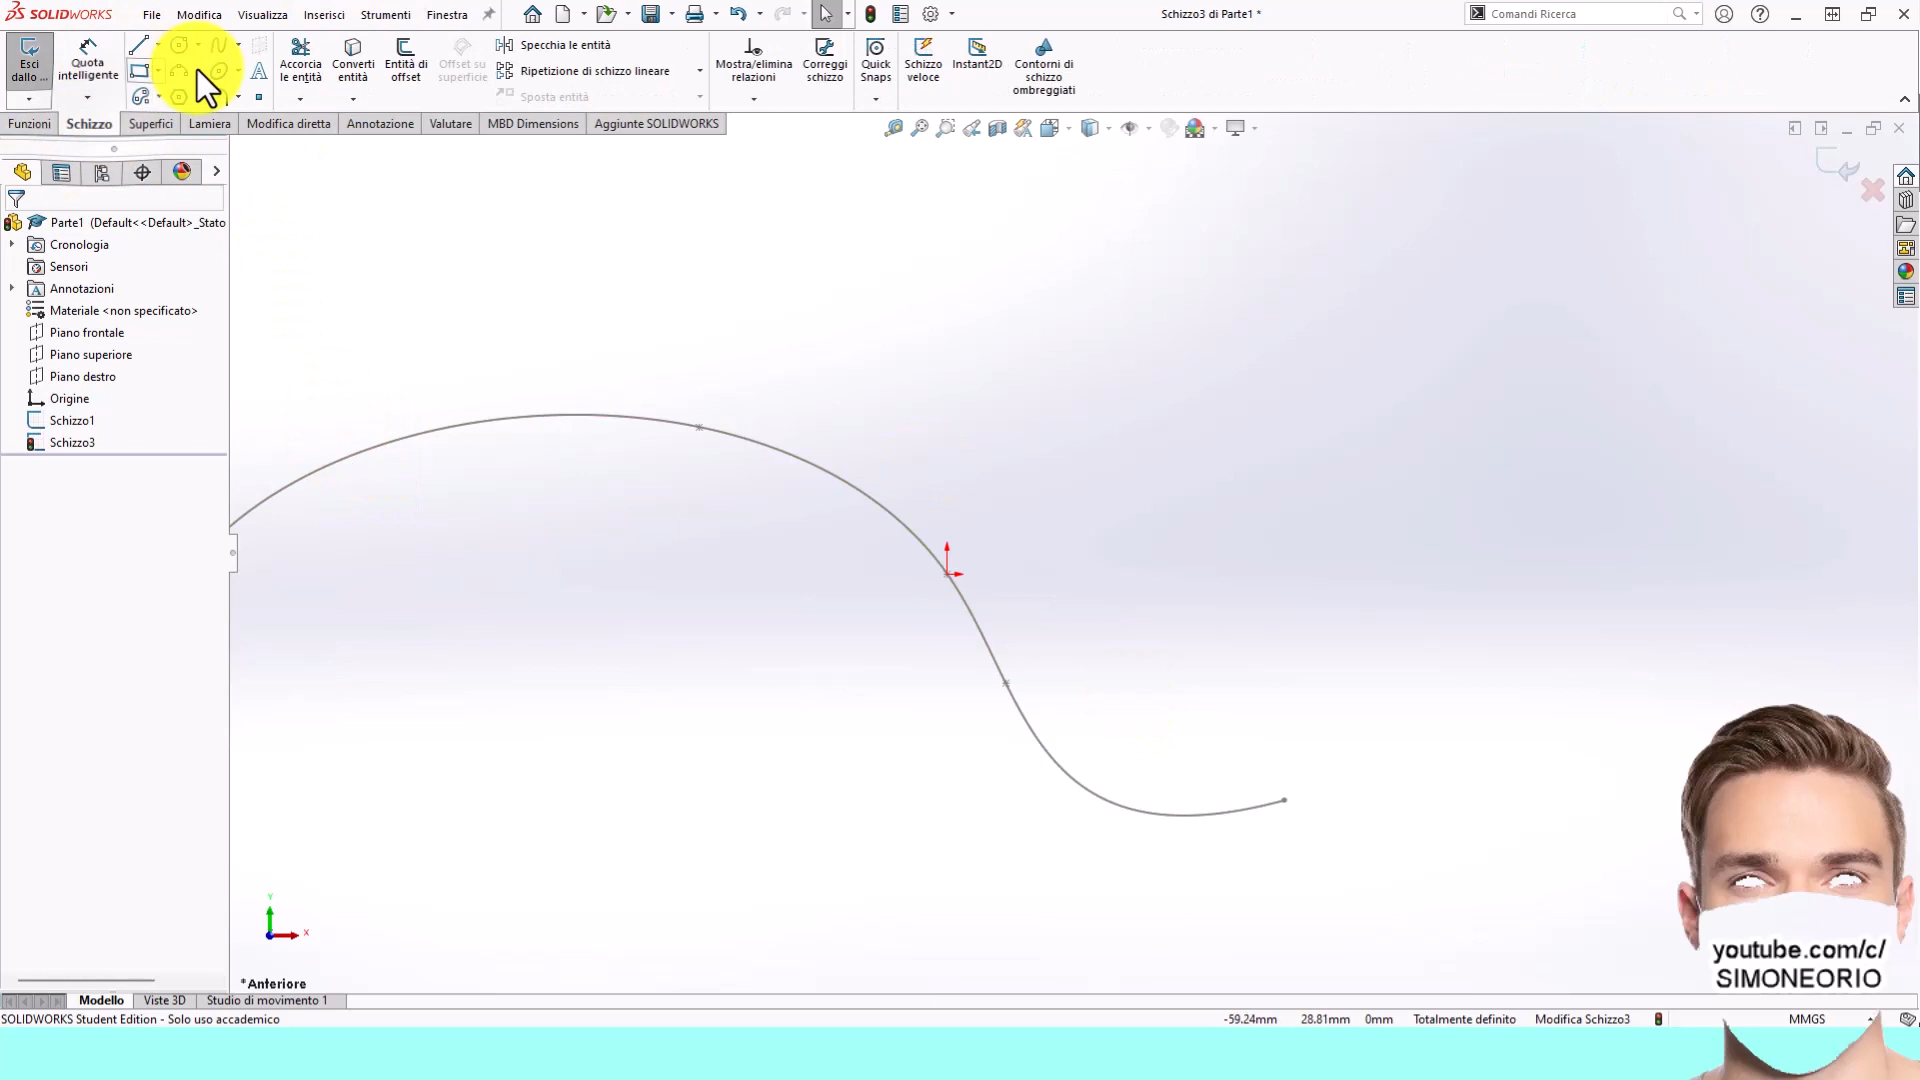 SOLIDWORKS
File
Modifica
Visualizza
Inserisci
Strumenti
Finestra
Schizzo3 di Parte1 *
Comandi Ricerca
Esci
dallo ...
Quota
intelligente
Accorcia
le entità
Converti
entità
Entità di
offset
Offset su
superficie
Specchia le entità
Ripetizione di schizzo lineare
Sposta entità
Mostra/elimina
relazioni
Correggi
schizzo
Quick
Snaps
Schizzo
veloce
Instant2D
Contorni di
schizzo
ombreggiati
Funzioni
Schizzo
Superfici
Lamiera
Modifica diretta
Annotazione
Valutare
MBD Dimensions
Aggiunte SOLIDWORKS
Parte1 (Default<<Default>_Stato
Cronologia
Sensori
Annotazioni
Materiale <non specificato>
Piano frontale
Piano superiore
Piano destro
Origine
Schizzo1
Schizzo3
Y
X
*Anteriore
youtube.com/c/
SIMONEORIO
Modello
Viste 3D
Studio di movimento 1
SOLIDWORKS Student Edition - Solo uso accademico
-59.24mm
28.81mm
0mm
Totalmente definito
Modifica Schizzo3
MMGS